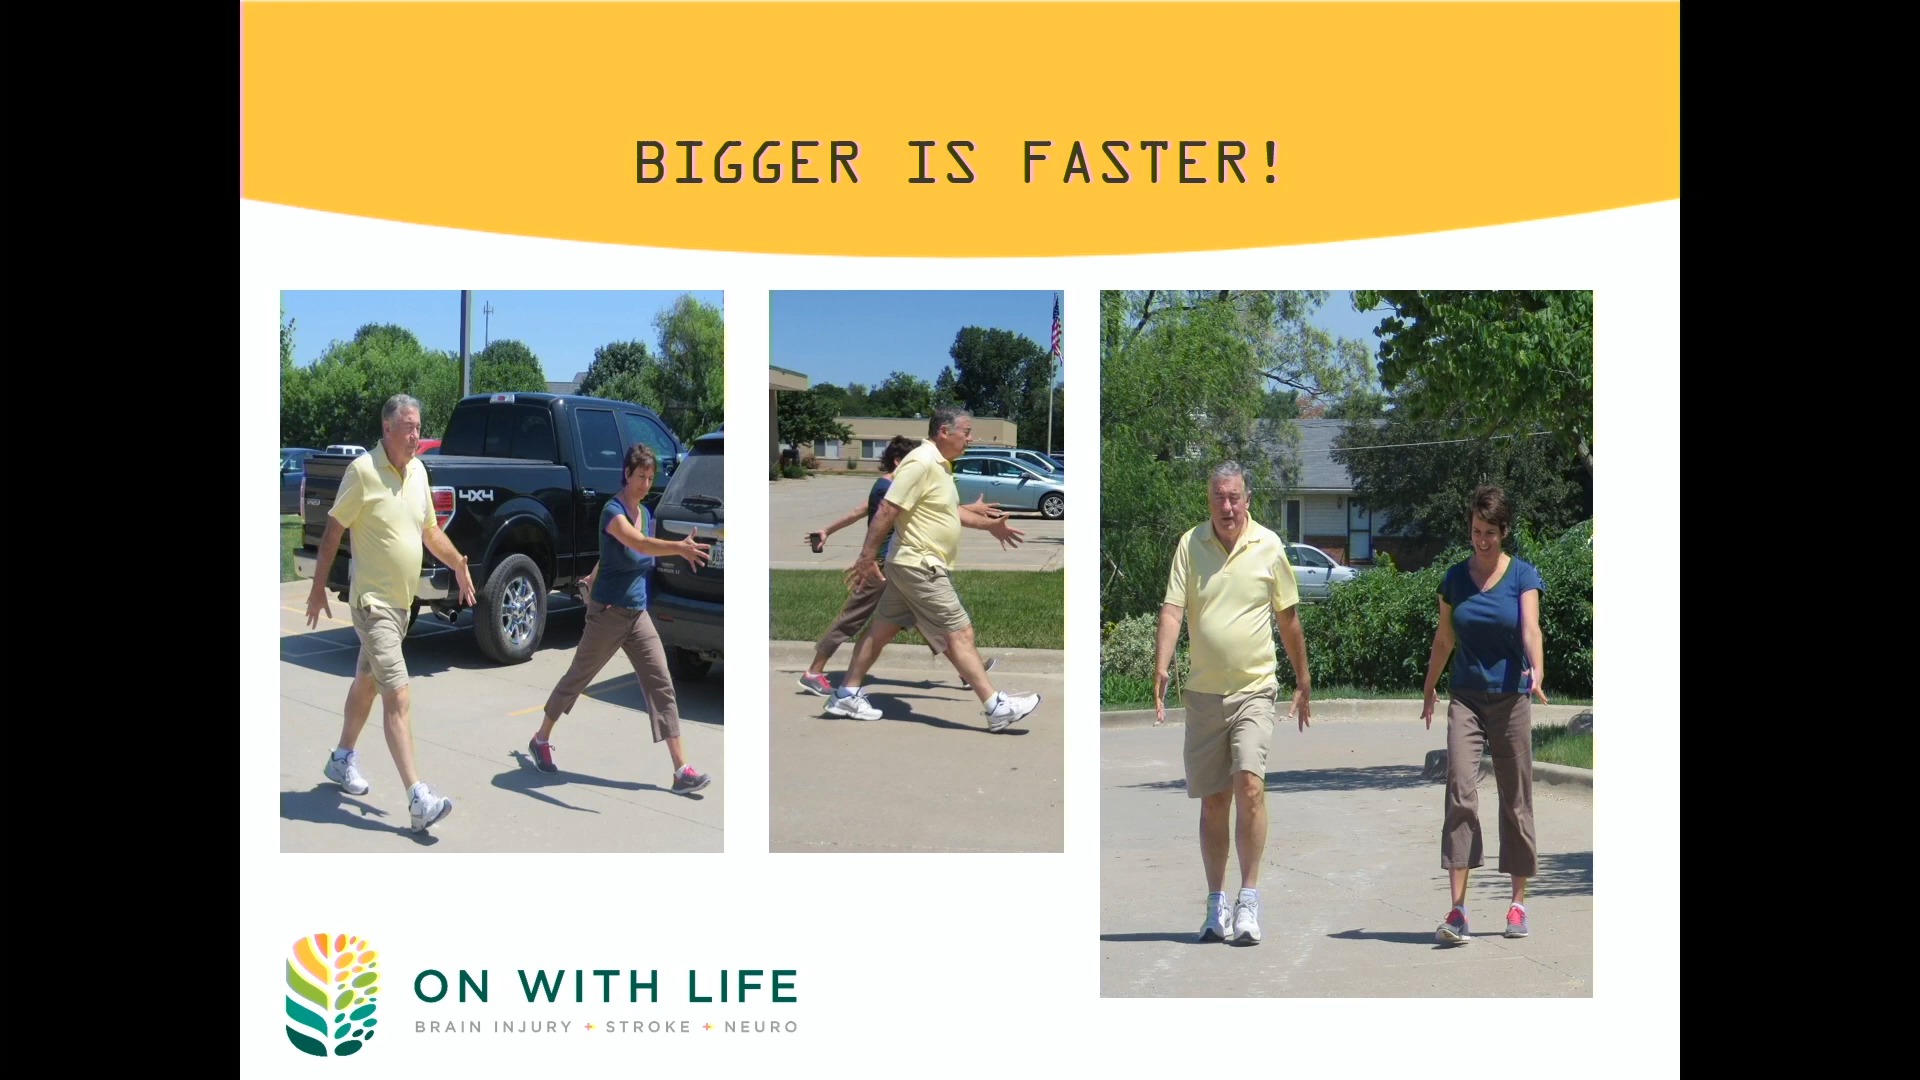 BIGGER IS FASTER!
4X4
ON WITH LIFE
BRAIN INJURY + STROKE + NEURO